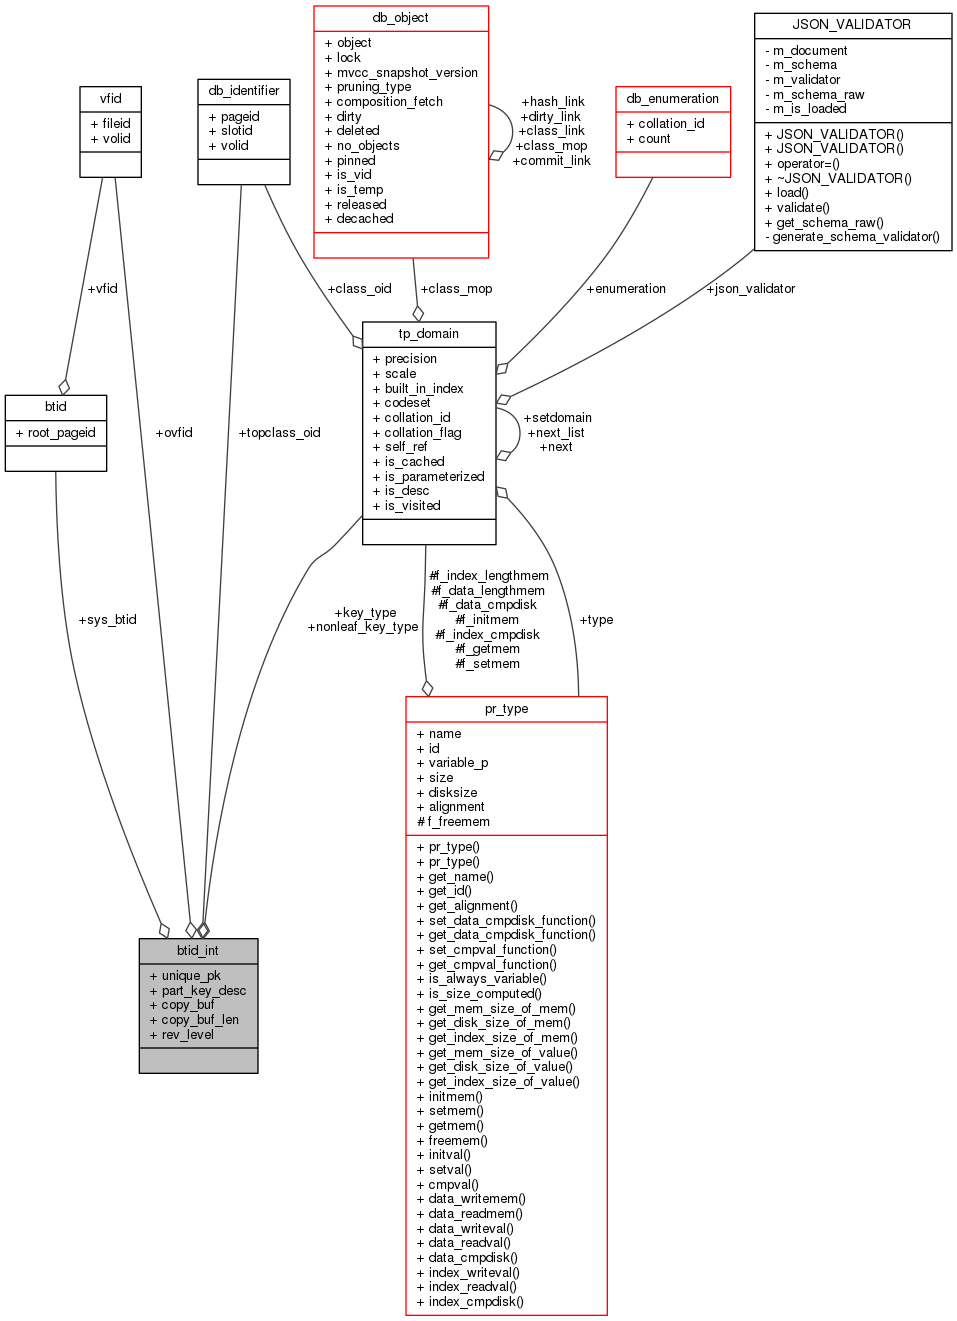 db_object
+ object
+ lock
+ mvcc_snapshot_version
+ pruning_type
+ composition_fetch
+ dirty
+ deleted
+ no_objects
+ pinned
+ is_vid
+ is_temp
+ released
+ decached
+hash_link
+dirty_link
+class_link
+class_mop
+commit_link
JSON_VALIDATOR
- m_document
- m_schema
- m_validator
- m_schema_raw
- m_is_loaded
+ JSON_VALIDATOR()
+ JSON_VALIDATOR()
+ operator=()
+ ~JSON_VALIDATOR()
+ load()
+ validate()
+ get_schema_raw()
- generate_schema_validator()
vfid
+ fileid
+ volid
db_identifier
+ pageid
+ slotid
+ volid
db_enumeration
+ collation_id
+ count
+vfid
+class_oid
+class_mop
+enumeration
+json_validator
tp_domain
+ precision
+ scale
+ built_in_index
+ codeset
+ collation_id
+ collation_flag
+ self_ref
+ is_cached
+ is_parameterized
+ is_desc
+ is_visited
+setdomain
+next_list
+next
btid
+ root_pageid
+ovfid
+topclass_oid
+sys_btid
+key_type
+nonleaf_key_type
#f_index_lengthmem
#f_data_lengthmem
#f_data_cmpdisk
#f_initmem
#f_index_cmpdisk
#f_getmem
#f_setmem
+type
pr_type
+ name
+ id
+ variable_p
+ size
+ disksize
+ alignment
# f_freemem
+ pr_type()
+ pr_type()
+ get_name()
+ get_id()
+ get_alignment()
+ set_data_cmpdisk_function()
+ get_data_cmpdisk_function()
+ set_cmpval_function()
+ get_cmpval_function()
+ is_always_variable()
+ is_size_computed()
+ get_mem_size_of_mem()
+ get_disk_size_of_mem()
+ get_index_size_of_mem()
+ get_mem_size_of_value()
+ get_disk_size_of_value()
+ get_index_size_of_value()
+ initmem()
+ setmem()
+ getmem()
+ freemem()
+ initval()
+ setval()
+ cmpval()
+ data_writemem()
+ data_readmem()
+ data_writeval()
+ data_readval()
+ data_cmpdisk()
+ index_writeval()
+ index_readval()
+ index_cmpdisk()
btid_int
+ unique_pk
+ part_key_desc
+ copy_buf
+ copy_buf_len
+ rev_level